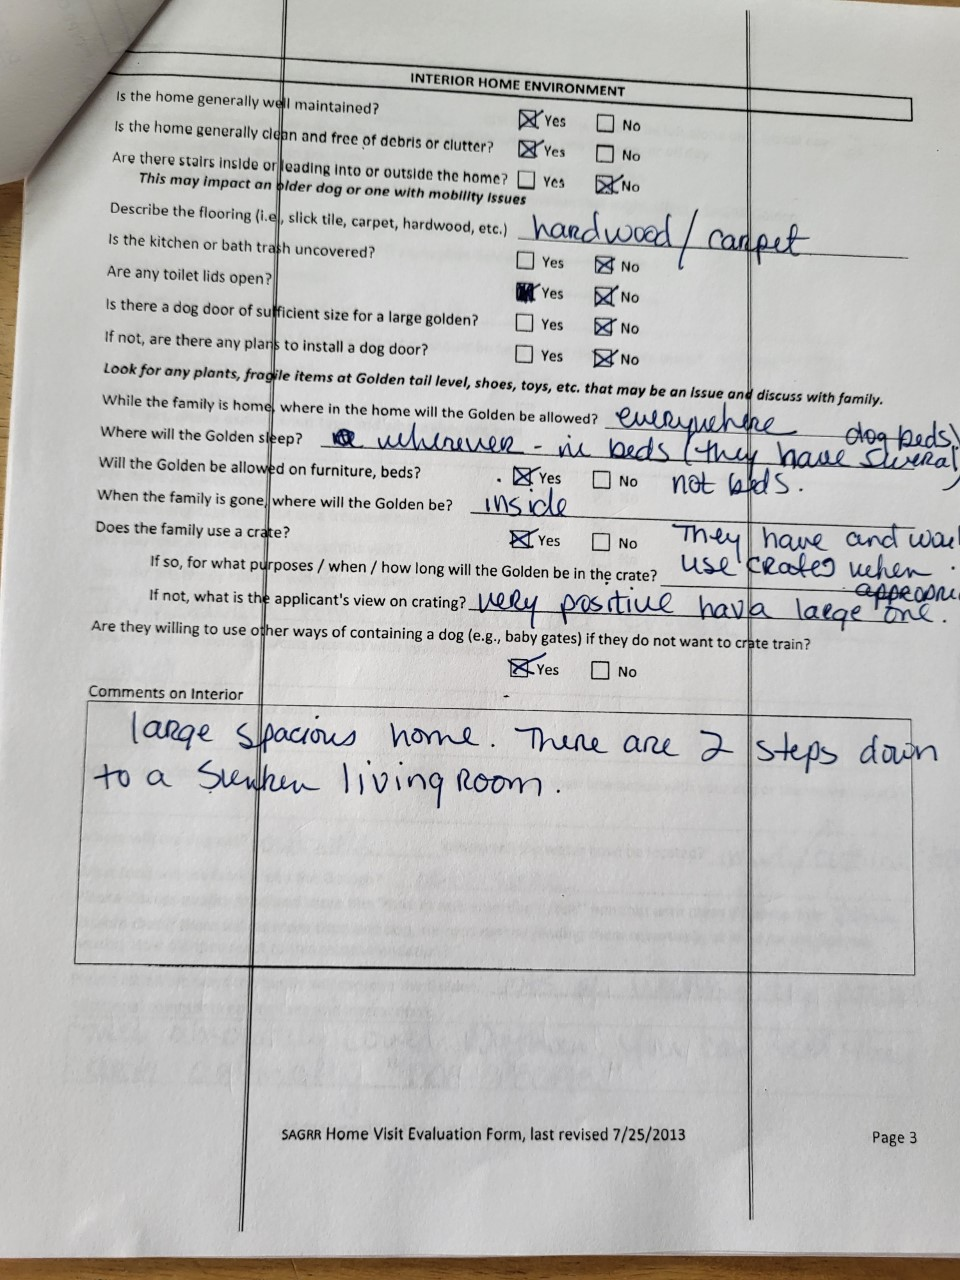 INTERIOR HOME ENVIRONMENT
Is the home generally well maintained? ☒ Yes ☐ No
Is the home generally clean and free of debris or clutter? ☒ Yes ☐ No
Are there stairs inside or leading into or outside the home? ☐ Yes ☒ No
This may impact an older dog or one with mobility issues
Describe the flooring (i.e., slick tile, carpet, hardwood, etc.) hardwood / carpet
Is the kitchen or bath trash uncovered? ☐ Yes ☒ No
Are any toilet lids open? ■ Yes ☒ No
Is there a dog door of sufficient size for a large golden? ☐ Yes ☒ No
If not, are there any plans to install a dog door? ☐ Yes ☒ No
Look for any plants, fragile items at Golden tail level, shoes, toys, etc. that may be an issue and discuss with family.
While the family is home, where in the home will the Golden be allowed? everywhere dog beds)
Where will the Golden sleep? wherever - in beds (they have several
Will the Golden be allowed on furniture, beds? ☒ Yes ☐ No not beds.
When the family is gone, where will the Golden be? inside
Does the family use a crate? ☒ Yes ☐ No They have and
If so, for what purposes / when / how long will the Golden be in the crate? use crates when
If not, what is the applicant's view on crating? very positive have a large one.
Are they willing to use other ways of containing a dog (e.g., baby gates) if they do not want to crate train?
☒ Yes ☐ No
Comments on Interior
large spacious home. There are 2 steps down
to a sunken living room.
SAGRR Home Visit Evaluation Form, last revised 7/25/2013
Page 3